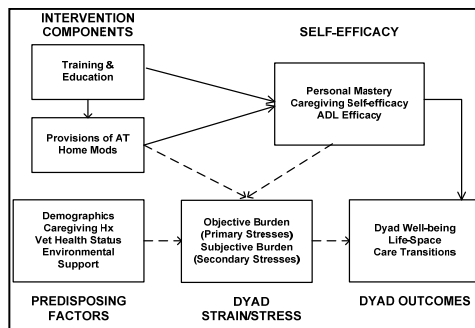 INTERVENTION
COMPONENTS
SELF-EFFICACY
Training &
Education
Personal Mastery
Caregiving Self-efficacy
ADL Efficacy
Provisions of AT
Home Mods
Demographics
Caregiving Hx
Vet Health Status
Environmental
Support
Objective Burden
(Primary Stresses)
Subjective Burden
(Secondary Stresses)
Dyad Well-being
Life-Space
Care Transitions
PREDISPOSING
FACTORS
DYAD
STRAIN/STRESS
DYAD OUTCOMES